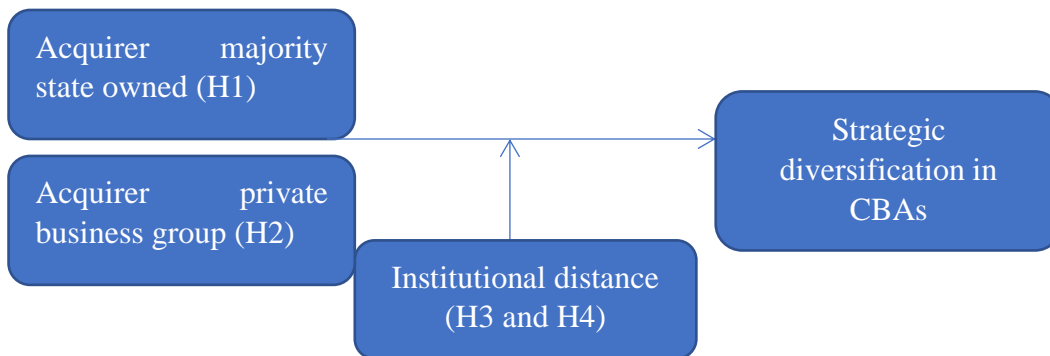 Acquirer majority
state owned (H1)
Acquirer private
business group (H2)
Institutional distance
(H3 and H4)
Strategic
diversification in
CBAs